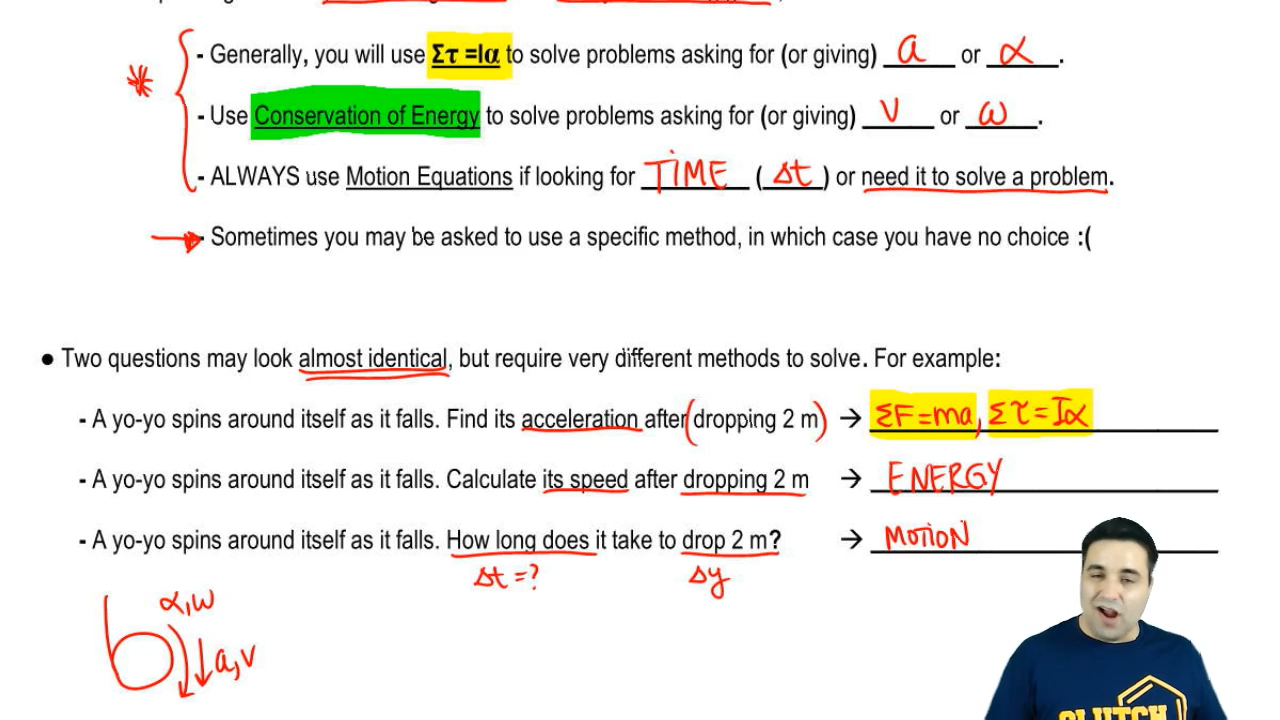 - Generally, you will use Στ =Iα to solve problems asking for (or giving) a or α.
- Use Conservation of Energy to solve problems asking for (or giving) v or ω.
- ALWAYS use Motion Equations if looking for TIME (Δt) or need it to solve a problem.
- Sometimes you may be asked to use a specific method, in which case you have no choice :(
● Two questions may look almost identical, but require very different methods to solve. For example:
- A yo-yo spins around itself as it falls. Find its acceleration after (dropping 2 m) → ΣF=ma, Στ=Iα
- A yo-yo spins around itself as it falls. Calculate its speed after dropping 2 m → ENERGY
- A yo-yo spins around itself as it falls. How long does it take to drop 2 m? → MOTION
Δt=? Δy
α,ω
a,v
CLUTCH